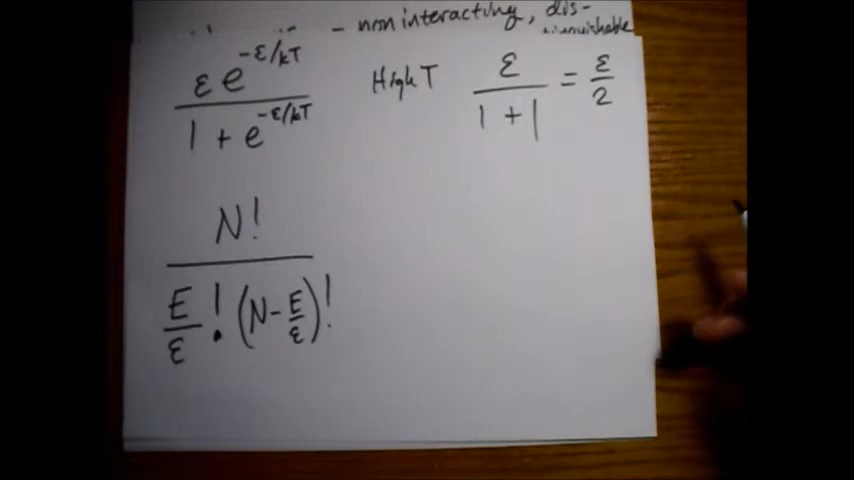 - non interacting, dis-
εe^{-ε/kT} / (1 + e^{-ε/kT})
High T ε/(1+1) = ε/2
N! / (E/ε ! (N - E/ε)!)